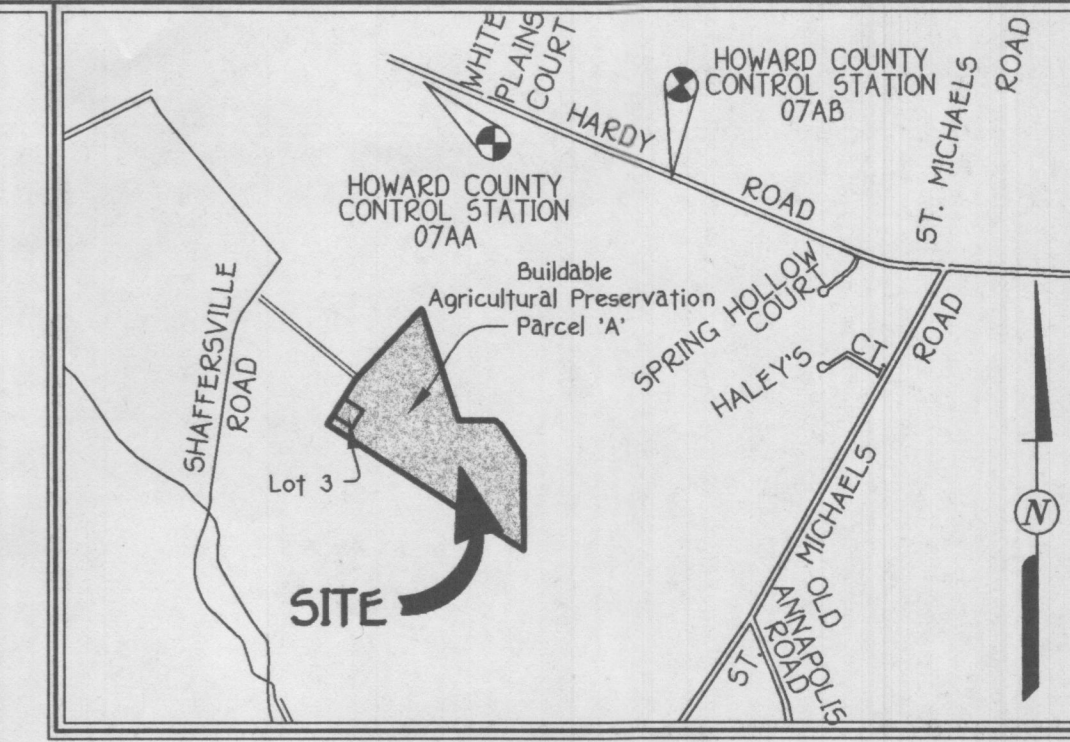 WHITE
PLAINS
COURT
HOWARD COUNTY
CONTROL STATION
07AB
ROAD
ST. MICHAELS
HARDY
ROAD
HOWARD COUNTY
CONTROL STATION
07AA
Buildable
Agricultural Preservation
Parcel 'A'
SPRING HOLLOW
COURT
HALEY'S
CT
ROAD
SHAFFERSVILLE
ROAD
Lot 3
MICHAELS
ST.
N
SITE
OLD
ANNAPOLIS
ROAD